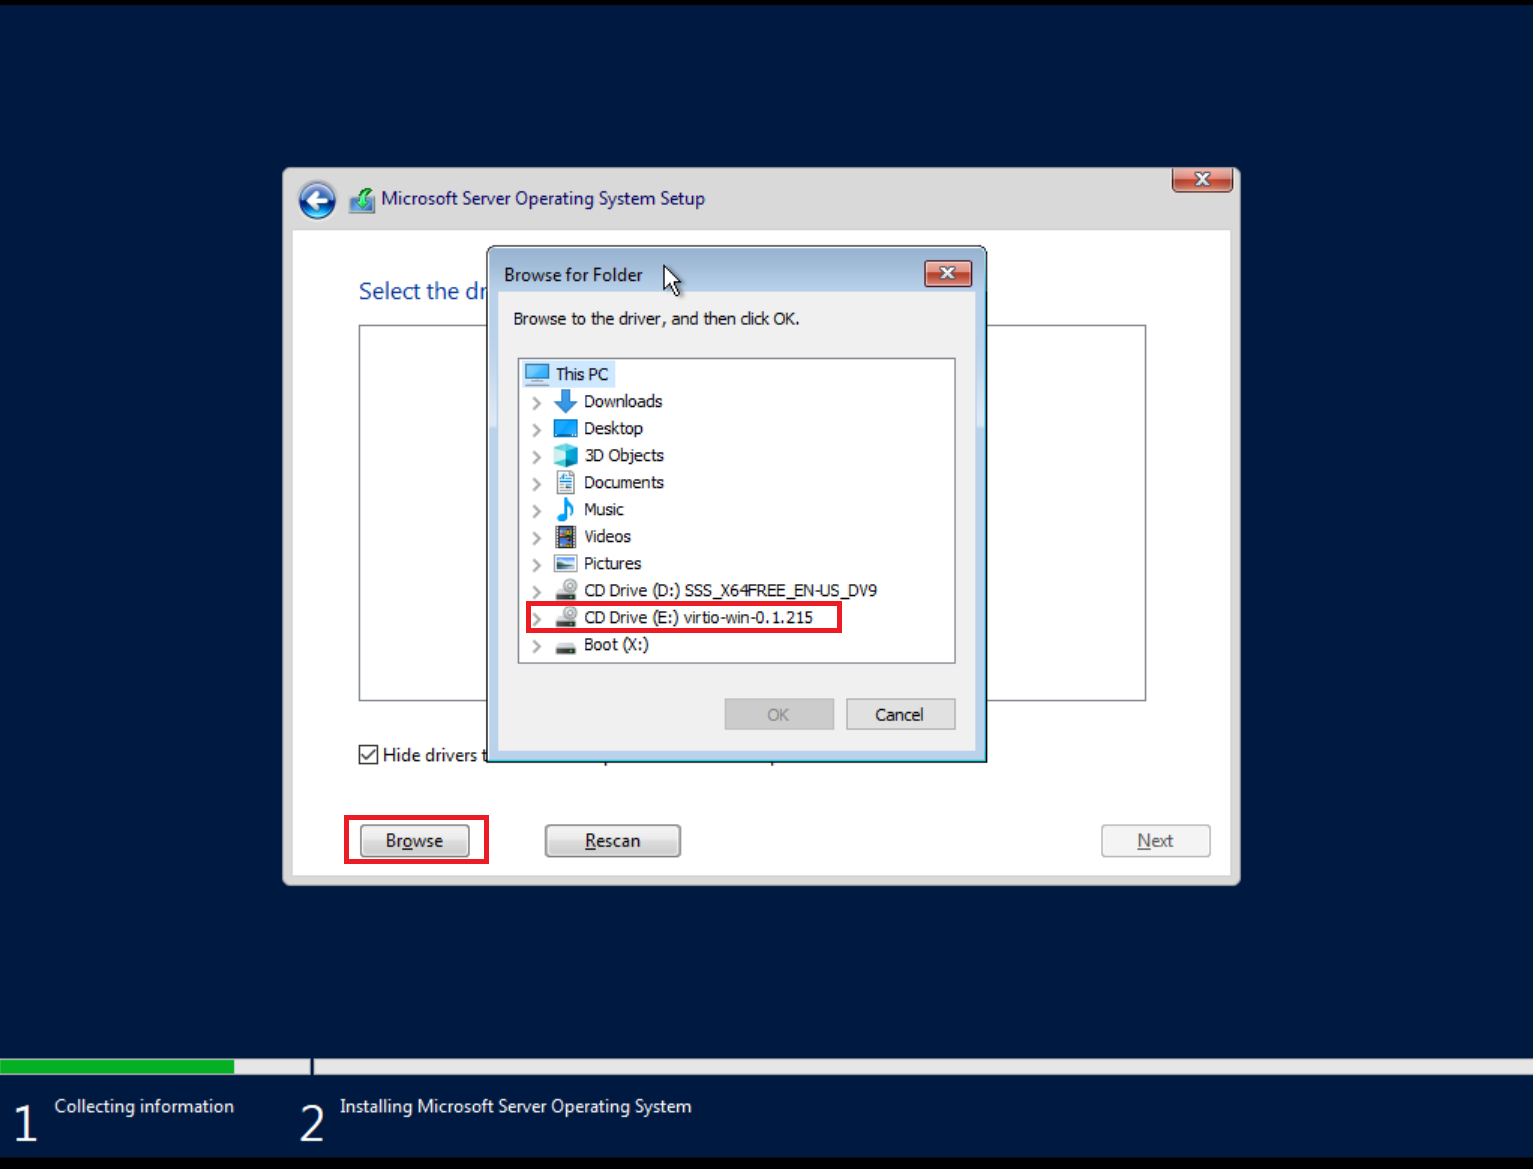 Microsoft Server Operating System Setup
Select the dr
Browse for Folder
Browse to the driver, and then click OK.
This PC
Downloads
Desktop
3D Objects
Documents
Music
Videos
Pictures
CD Drive (D:) SSS_X64FREE_EN-US_DV9
CD Drive (E:) virtio-win-0.1.215
Boot (X:)
OK
Cancel
Hide drivers t
Browse
Rescan
Next
1 Collecting information
2 Installing Microsoft Server Operating System